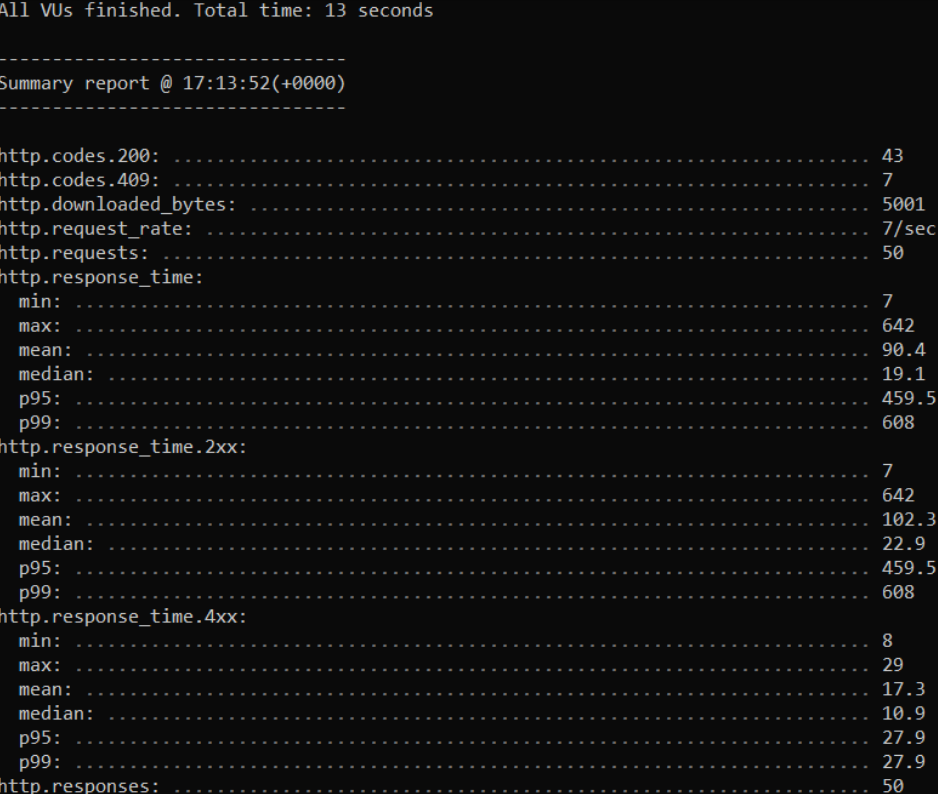 All VUs finished. Total time: 13 seconds
--------------------------------
Summary report @ 17:13:52(+0000)
--------------------------------
http.codes.200: ................................................................ 43
http.codes.409: ................................................................ 7
http.downloaded_bytes: ......................................................... 5001
http.request_rate: ............................................................. 7/sec
http.requests: ................................................................. 50
http.response_time:
  min: ......................................................................... 7
  max: ......................................................................... 642
  mean: ........................................................................ 90.4
  median: ...................................................................... 19.1
  p95: ......................................................................... 459.5
  p99: ......................................................................... 608
http.response_time.2xx:
  min: ......................................................................... 7
  max: ......................................................................... 642
  mean: ........................................................................ 102.3
  median: ...................................................................... 22.9
  p95: ......................................................................... 459.5
  p99: ......................................................................... 608
http.response_time.4xx:
  min: ......................................................................... 8
  max: ......................................................................... 29
  mean: ........................................................................ 17.3
  median: ...................................................................... 10.9
  p95: ......................................................................... 27.9
  p99: ......................................................................... 27.9
http.responses: ................................................................ 50